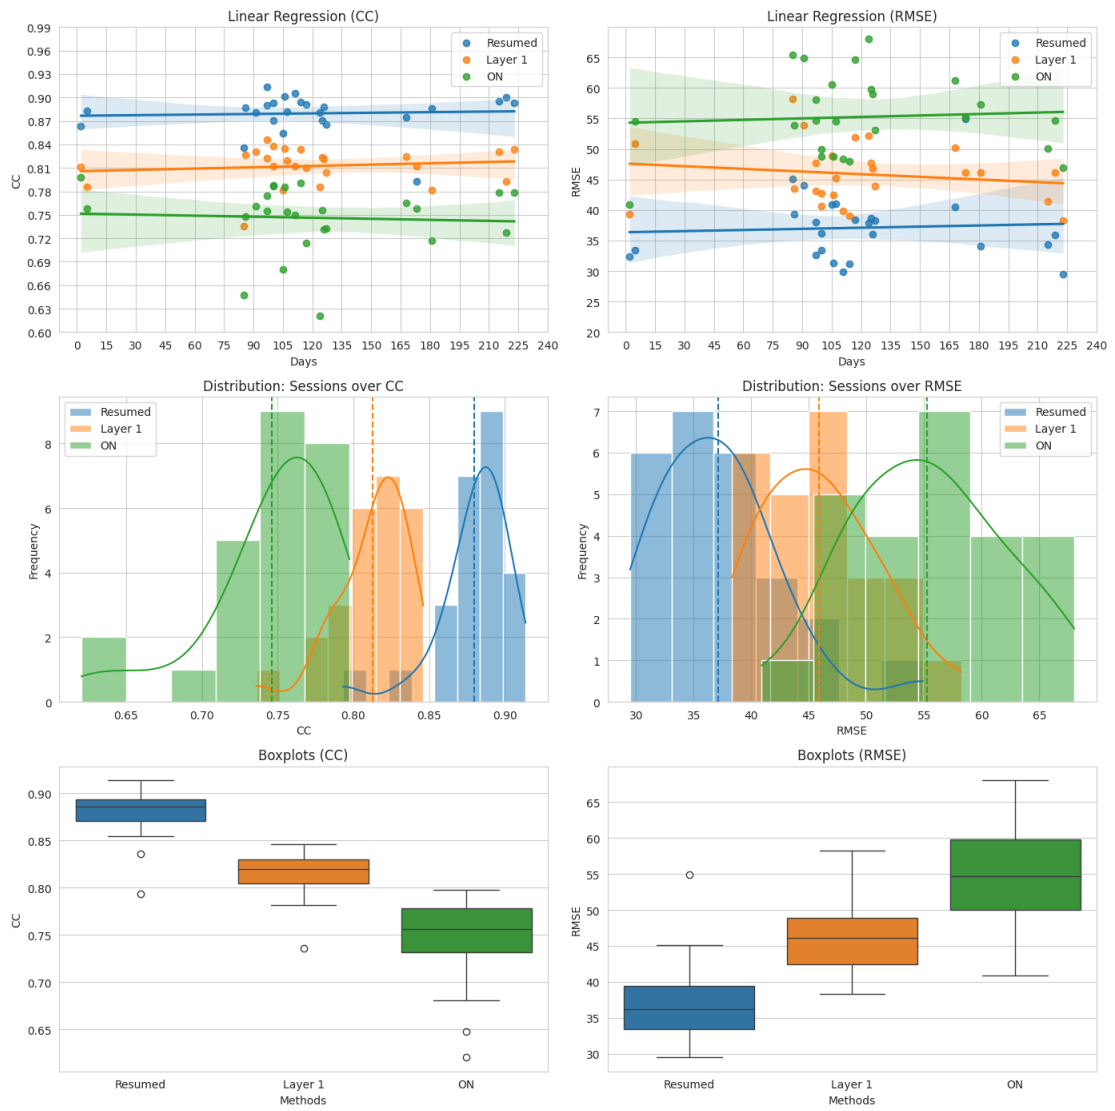 Linear Regression (CC)
0.99
0.96
0.93
0.90
0.87
0.84
0.81
0.78
0.75
0.72
0.69
0.66
0.63
0.60
CC
Resumed
Layer 1
ON
0 15 30 45 60 75 90 105 120 135 150 165 180 195 210 225 240
Days
Linear Regression (RMSE)
65
60
55
50
45
40
35
30
25
20
RMSE
Resumed
Layer 1
ON
0 15 30 45 60 75 90 105 120 135 150 165 180 195 210 225 240
Days
Distribution: Sessions over CC
Resumed
Layer 1
ON
8
6
4
2
0
Frequency
0.65 0.70 0.75 0.80 0.85 0.90
CC
Distribution: Sessions over RMSE
Resumed
Layer 1
ON
7
6
5
4
3
2
1
0
Frequency
30 35 40 45 50 55 60 65
RMSE
Boxplots (CC)
0.90
0.85
0.80
0.75
0.70
0.65
CC
Resumed Layer 1 ON
Methods
Boxplots (RMSE)
65
60
55
50
45
40
35
30
RMSE
Resumed Layer 1 ON
Methods